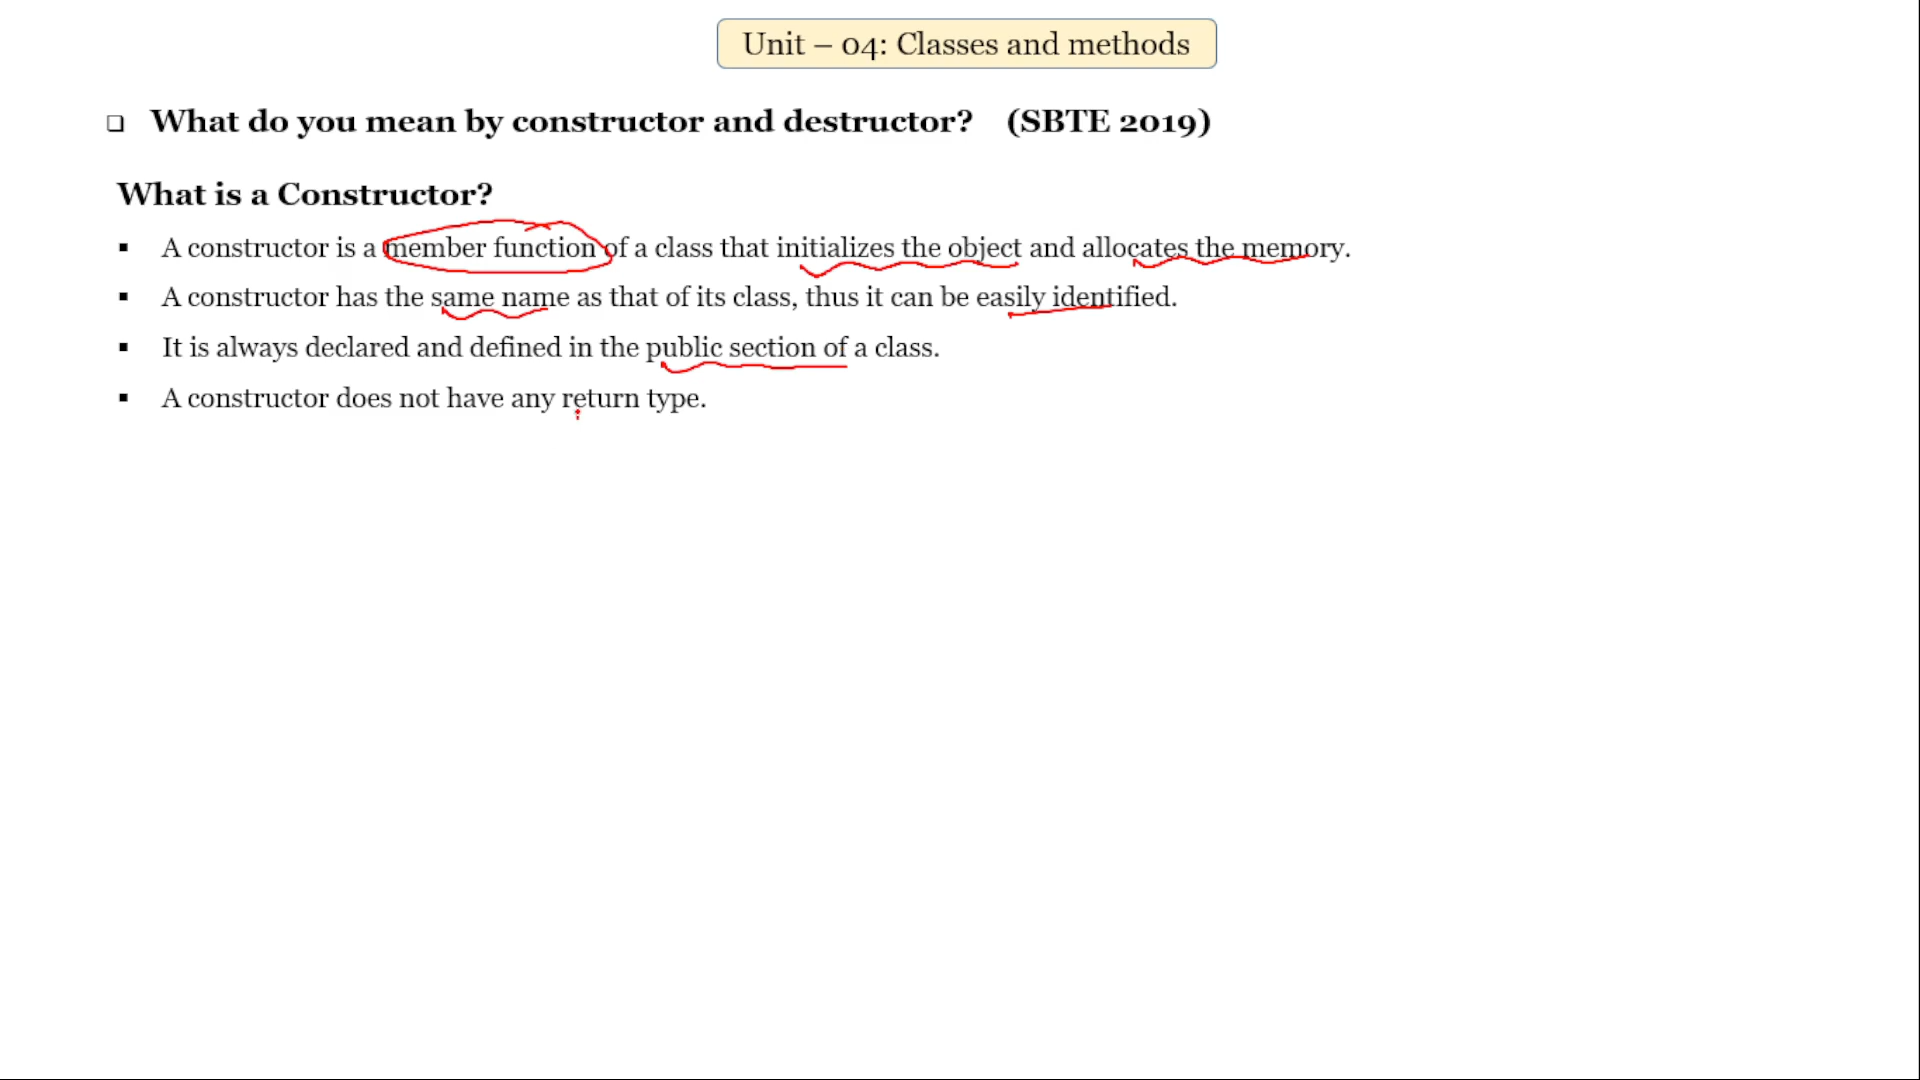 Unit – 04: Classes and methods
What do you mean by constructor and destructor? (SBTE 2019)
What is a Constructor?
A constructor is a member function of a class that initializes the object and allocates the memory.
A constructor has the same name as that of its class, thus it can be easily identified.
It is always declared and defined in the public section of a class.
A constructor does not have any return type.